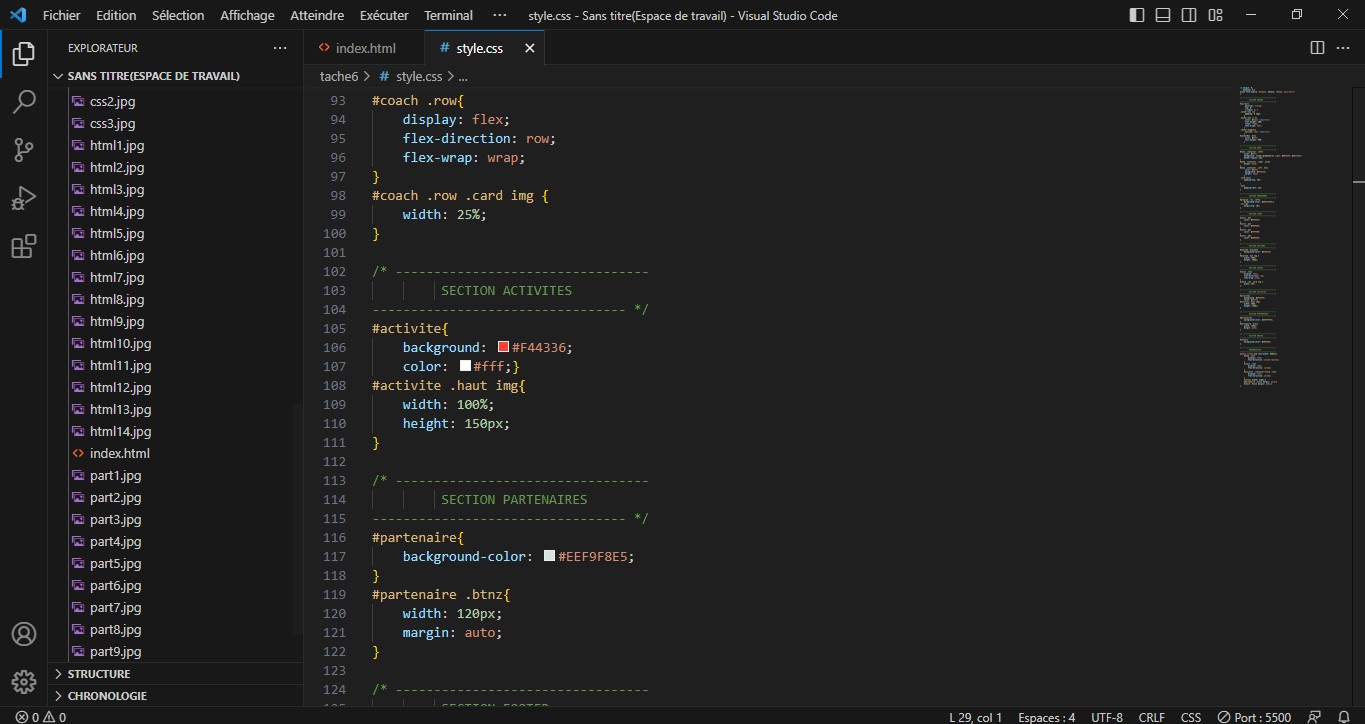 Fichier Edition Sélection Affichage Atteindre Exécuter Terminal ··· style.css - Sans titre(Espace de travail) - Visual Studio Code
EXPLORATEUR ···
SANS TITRE(ESPACE DE TRAVAIL)
css2.jpg
css3.jpg
html1.jpg
html2.jpg
html3.jpg
html4.jpg
html5.jpg
html6.jpg
html7.jpg
html8.jpg
html9.jpg
html10.jpg
html11.jpg
html12.jpg
html13.jpg
html14.jpg
index.html
part1.jpg
part2.jpg
part3.jpg
part4.jpg
part5.jpg
part6.jpg
part7.jpg
part8.jpg
part9.jpg
STRUCTURE
CHRONOLOGIE
index.html # style.css
tache6 > # style.css > ...
93 #coach .row{
94 display: flex;
95 flex-direction: row;
96 flex-wrap: wrap;
97 }
98 #coach .row .card img {
99 width: 25%;
100 }
101
102 /* ---------------------------------
103 SECTION ACTIVITES
104 --------------------------------- */
105 #activite{
106 background: #F44336;
107 color: #fff;}
108 #activite .haut img{
109 width: 100%;
110 height: 150px;
111 }
112
113 /* ---------------------------------
114 SECTION PARTENAIRES
115 --------------------------------- */
116 #partenaire{
117 background-color: #EEF9F8E5;
118 }
119 #partenaire .btnz{
120 width: 120px;
121 margin: auto;
122 }
123
124 /* ---------------------------------
125 SECTION FOOTER
0 0 L 29, col 1 Espaces : 4 UTF-8 CRLF CSS Port : 5500